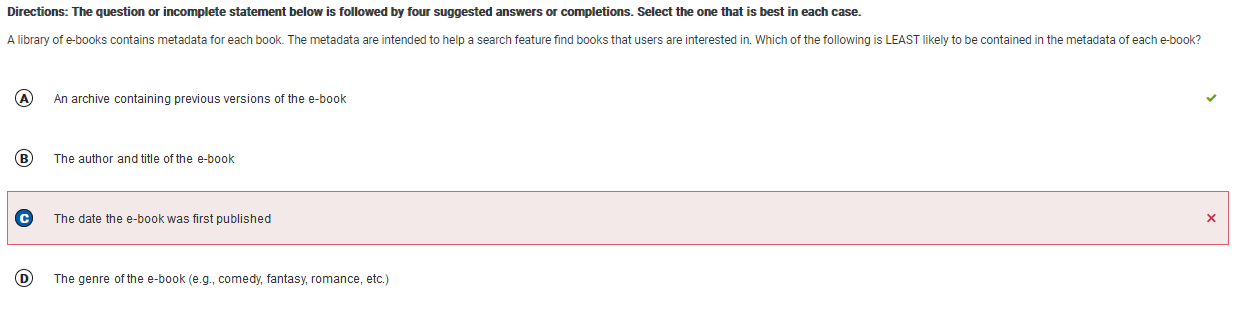 Directions: The question or incomplete statement below is followed by four suggested answers or completions. Select the one that is best in each case.
A library of e-books contains metadata for each book. The metadata are intended to help a search feature find books that users are interested in. Which of the following is LEAST likely to be contained in the metadata of each e-book?
A An archive containing previous versions of the e-book
B The author and title of the e-book
C The date the e-book was first published
D The genre of the e-book (e.g., comedy, fantasy, romance, etc.)